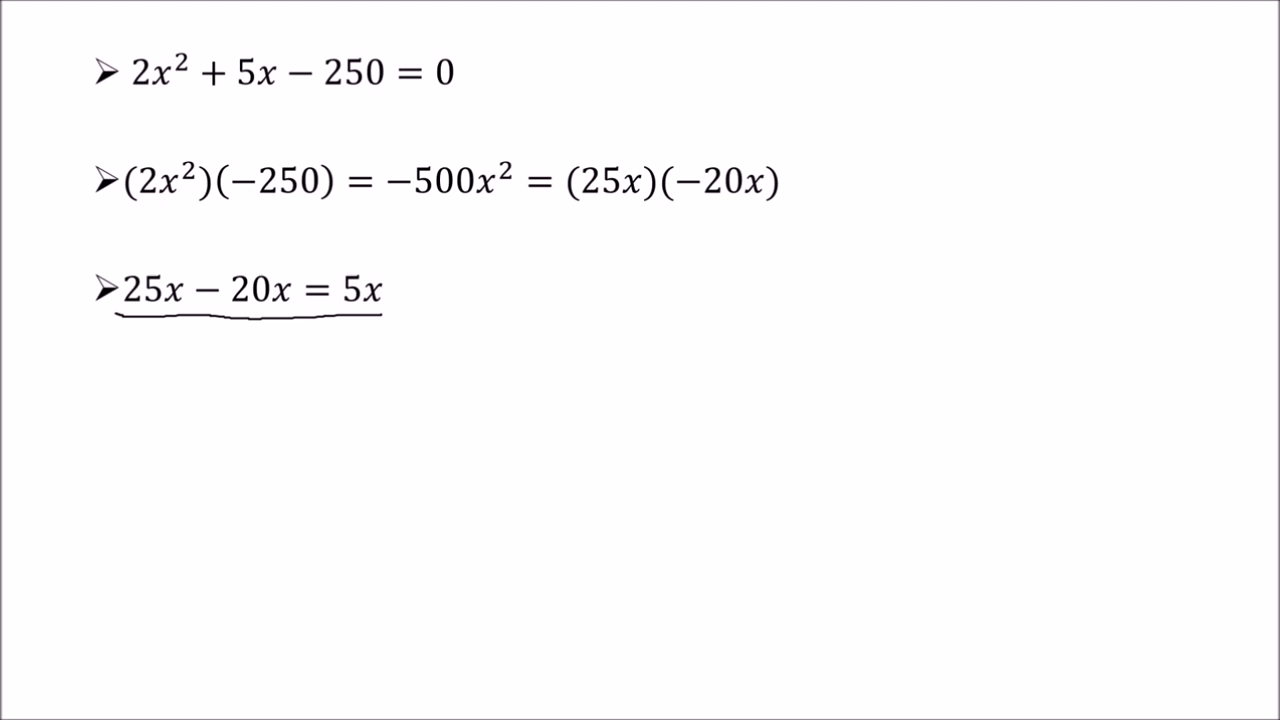 ➢ 2x² + 5x − 250 = 0
➢(2x²)(−250) = −500x² = (25x)(−20x)
➢25x − 20x = 5x